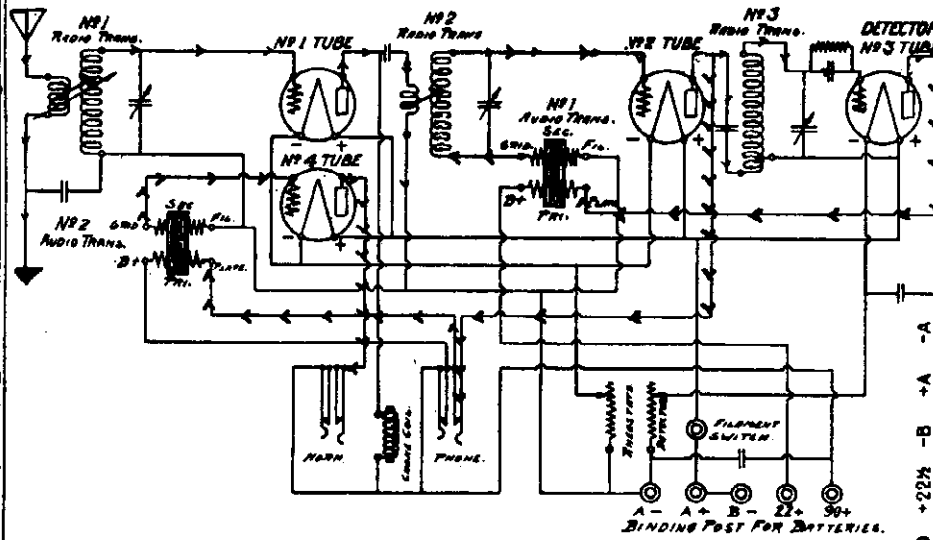 Nº1
RADIO TRANS.
Nº1 TUBE
Nº2
RADIO TRANS
Nº2 TUBE
Nº3
RADIO TRANS.
DETECTOR
Nº3 TUBE
- +
Nº4 TUBE
- +
Nº1
AUDIO TRANS.
SEC.
GRID. FIL.
B+ PLATE
PRI.
- +
- +
SEC
GRID FIL.
Nº2
AUDIO TRANS.
B+ PLATE.
PRI.
HORN
CHOKE COIL
PHONE.
RHEOSTATS
DETECTOR
FILAMENT
SWITCH.
A- A+ B- 22+ 90+
BINDING POST FOR BATTERIES.
+22½ -B +A -A